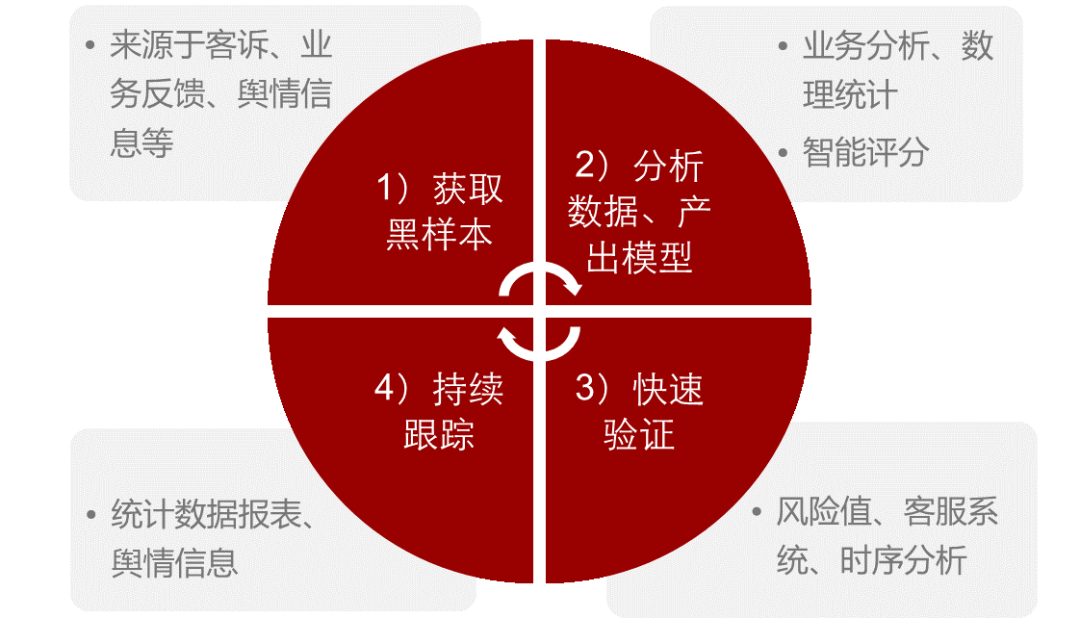 • 来源于客诉、业
务反馈、舆情信
息等
• 业务分析、数
理统计
• 智能评分
1）获取
黑样本
2）分析
数据、产
出模型
4）持续
跟踪
3）快速
验证
• 统计数据报表、
舆情信息
• 风险值、客服系
统、时序分析